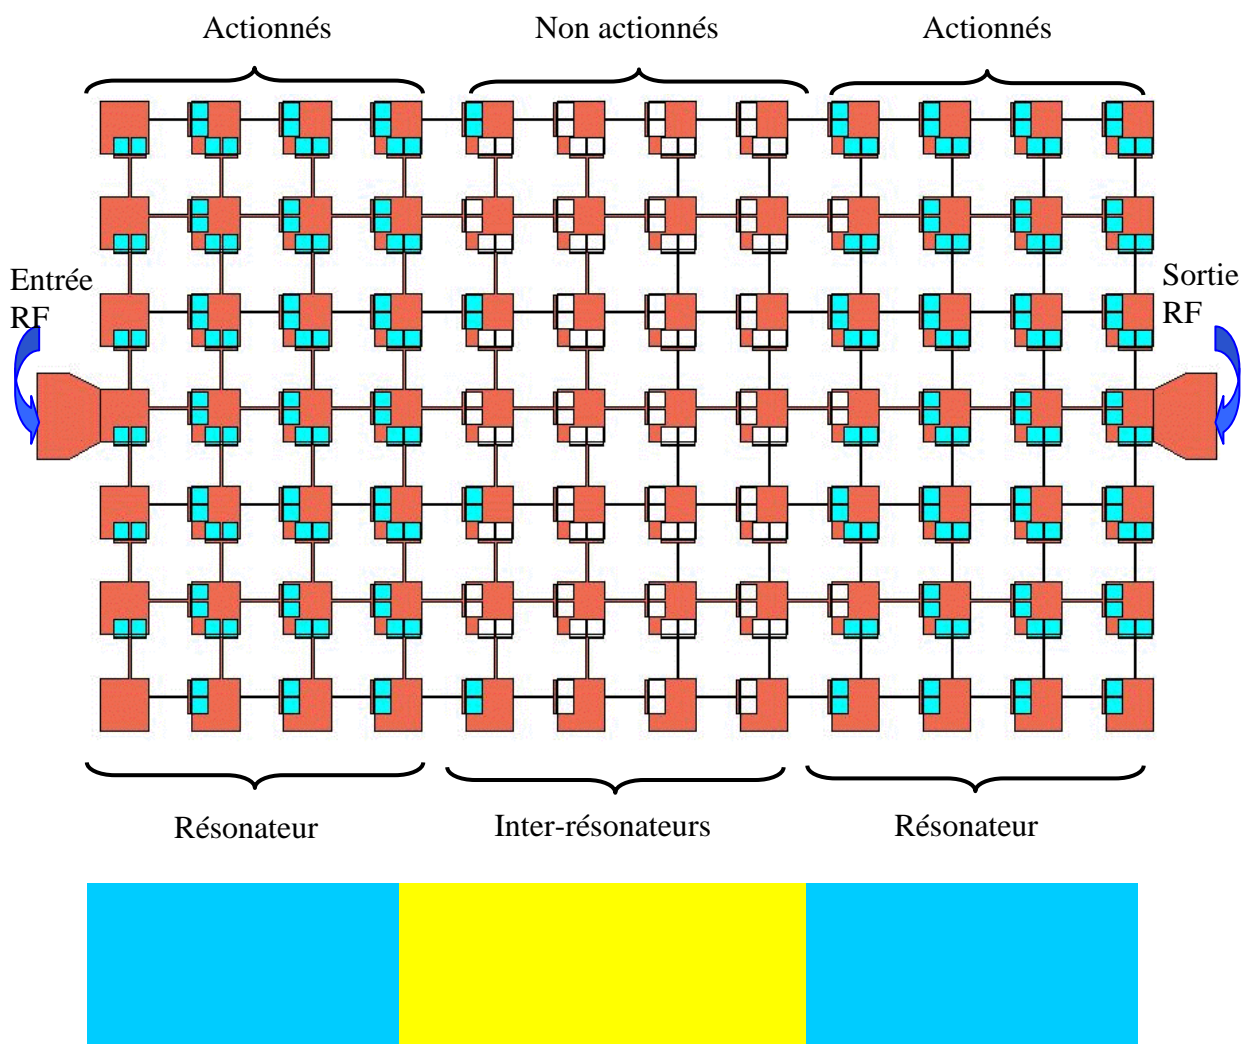 Actionnés
Non actionnés
Actionnés
Entrée
RF
Sortie
RF
Résonateur
Inter-résonateurs
Résonateur